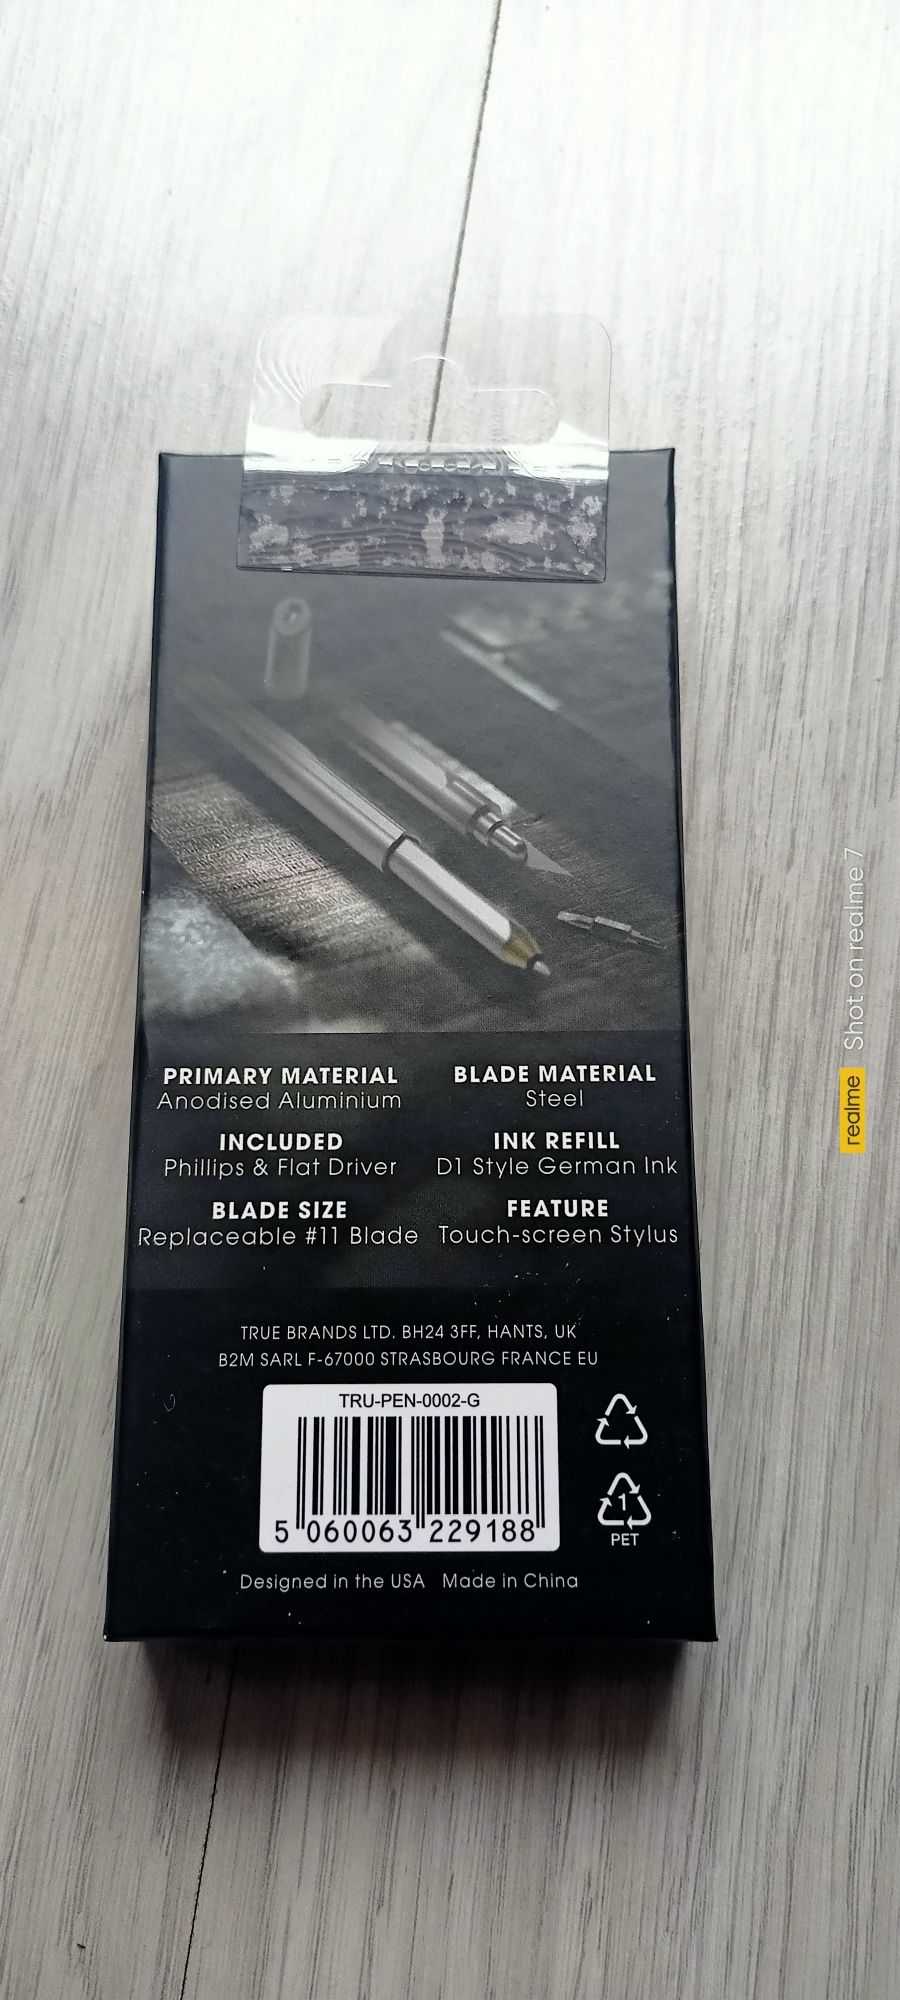 PRIMARY MATERIAL
Anodised Aluminium
BLADE MATERIAL
Steel
INCLUDED
Phillips & Flat Driver
INK REFILL
D1 Style German Ink
BLADE SIZE
Replaceable #11 Blade
FEATURE
Touch-screen Stylus
TRUE BRANDS LTD. BH24 3FF, HANTS, UK
B2M SARL F-67000 STRASBOURG FRANCE EU
TRU-PEN-0002-G
5 060063 229188
1
PET
Designed in the USA Made in China
realme Shot on realme 7